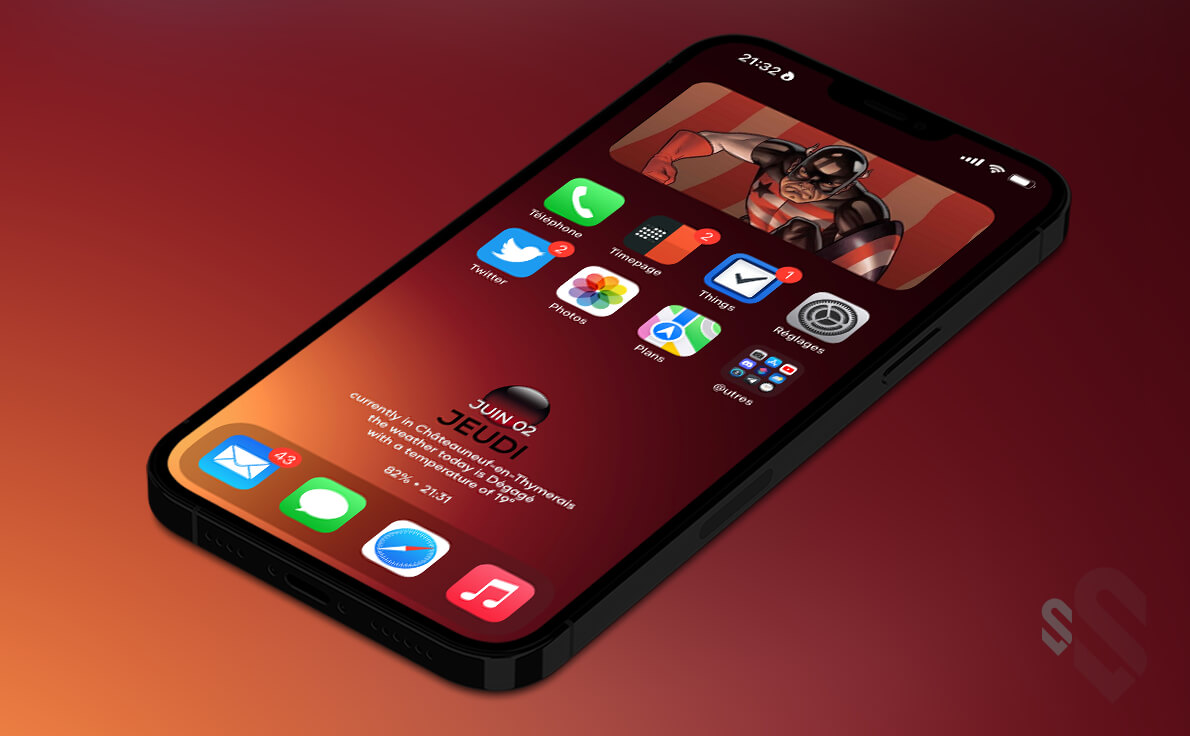 21:32
Téléphone
2
Timepage
1
Things
Réglages
2
Twitter
Photos
Plans
@utres
JUIN 02
JEUDI
currently in Châteauneuf-en-Thymerais
the weather today is Dégagé
with a temperature of 19°
82% • 21:31
43